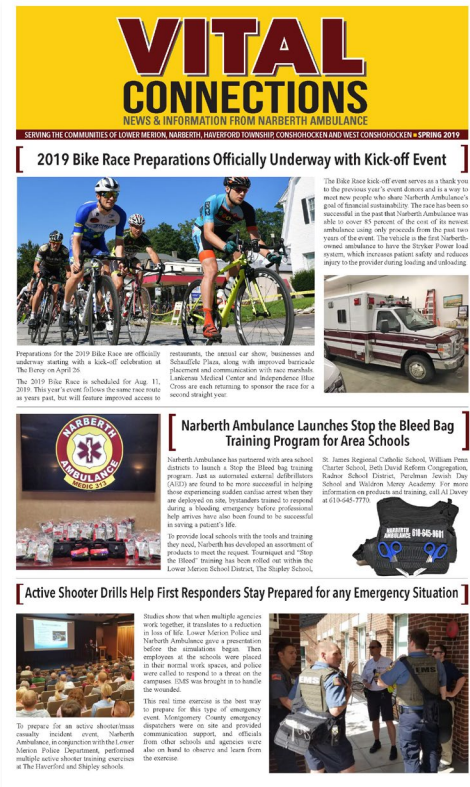 VITAL
CONNECTIONS
NEWS & INFORMATION FROM NARBERTH AMBULANCE
SERVING THE COMMUNITIES OF LOWER MERION, NARBERTH, HAVERFORD TOWNSHIP, CONSHOHOCKEN AND WEST CONSHOHOCKEN ■ SPRING 2019
2019 Bike Race Preparations Officially Underway with Kick-off Event
Preparations for the 2019 Bike Race are officially
underway starting with a kick-off celebration at
The Bercy on April 26.
The 2019 Bike Race is scheduled for Aug. 11,
2019. This year's event follows the same race route
as years past, but will feature improved access to
restaurants, the annual car show, businesses and
Schauffele Plaza, along with improved barricade
placement and communication with race marshals.
Lankenau Medical Center and Independence Blue
Cross are each returning to sponsor the race for a
second straight year.
The Bike Race kick-off event serves as a thank you
to the previous year's event donors and is a way to
meet new people who share Narberth Ambulance's
goal of financial sustainability. The race has been so
successful in the past that Narberth Ambulance was
able to cover 85 percent of the cost of its newest
ambulance using only proceeds from the past two
years of the event. The vehicle is the first Narberth-
owned ambulance to have the Stryker Power load
system, which increases patient safety and reduces
injury to the provider during loading and unloading.
NARBERTH
AMBULANCE
MEDIC 313
Narberth Ambulance Launches Stop the Bleed Bag
Training Program for Area Schools
Narberth Ambulance has partnered with area school
districts to launch a Stop the Bleed bag training
program. Just as automated external defibrillators
(AED) are found to be more successful in helping
those experiencing sudden cardiac arrest when they
are deployed on site, bystanders trained to respond
during a bleeding emergency before professional
help arrives have also been found to be successful
in saving a patient's life.
To provide local schools with the tools and training
they need, Narberth has developed an assortment of
products to meet the request. Tourniquet and "Stop
the Bleed" training has been rolled out within the
Lower Merion School District, The Shipley School,
St. James Regional Catholic School, William Penn
Charter School, Beth David Reform Congregation,
Radnor School District, Perelman Jewish Day
School and Waldron Mercy Academy. For more
information on products and training, call Al Davey
at 610-645-7770.
NARBERTH
AMBULANCE
610-645-9601
Active Shooter Drills Help First Responders Stay Prepared for any Emergency Situation
To prepare for an active shooter/mass
casualty incident event, Narberth
Ambulance, in conjunction with the Lower
Merion Police Department, performed
multiple active shooter training exercises
at The Haverford and Shipley schools.
Studies show that when multiple agencies
work together, it translates to a reduction
in loss of life. Lower Merion Police and
Narberth Ambulance gave a presentation
before the simulations began. Then
employees at the schools were placed
in their normal work spaces, and police
were called to respond to a threat on the
campuses. EMS was brought in to handle
the wounded.
This real time exercise is the best way
to prepare for this type of emergency
event. Montgomery County emergency
dispatchers were on site and provided
communication support, and officials
from other schools and agencies were
also on hand to observe and learn from
the exercise.